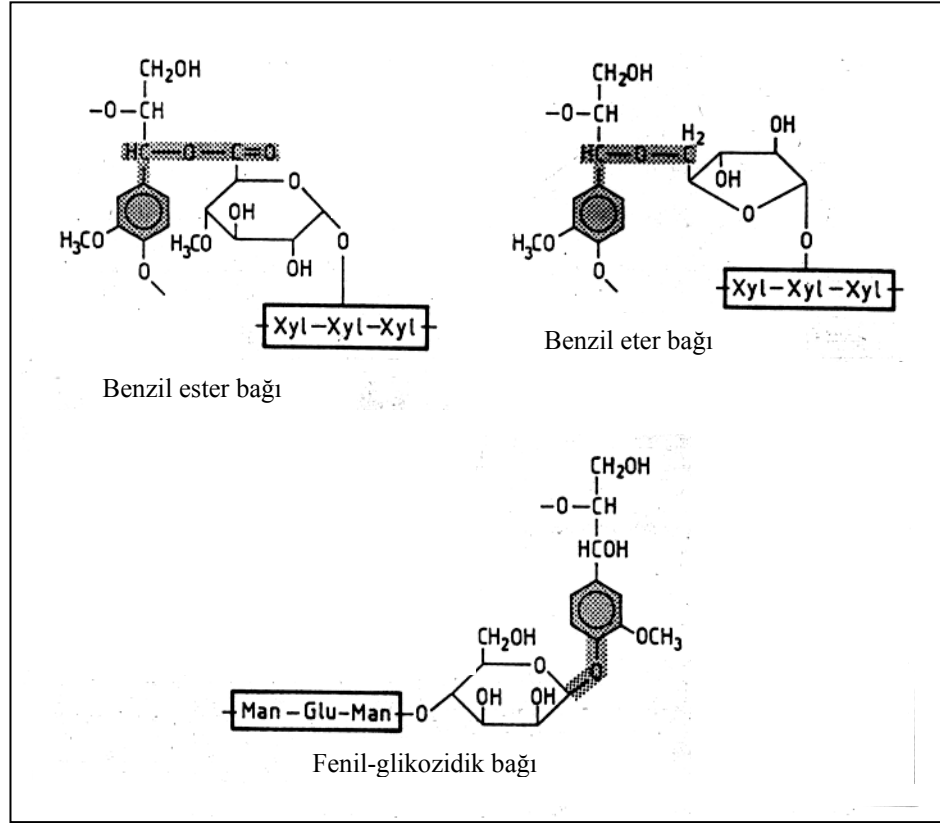 CH₂OH
–O–CH
HC–O–C=O
O
OH
H₃CO
H₃CO
O
OH
O
–Xyl–Xyl–Xyl–
Benzil ester bağı
CH₂OH
–O–CH
H₂
OH
HC–O–C
OH
O
H₃CO
O
O
–Xyl–Xyl–Xyl–
Benzil eter bağı
CH₂OH
–O–CH
HCOH
OCH₃
CH₂OH
O
O
OH
OH
–Man–Glu–Man–O
Fenil-glikozidik bağı